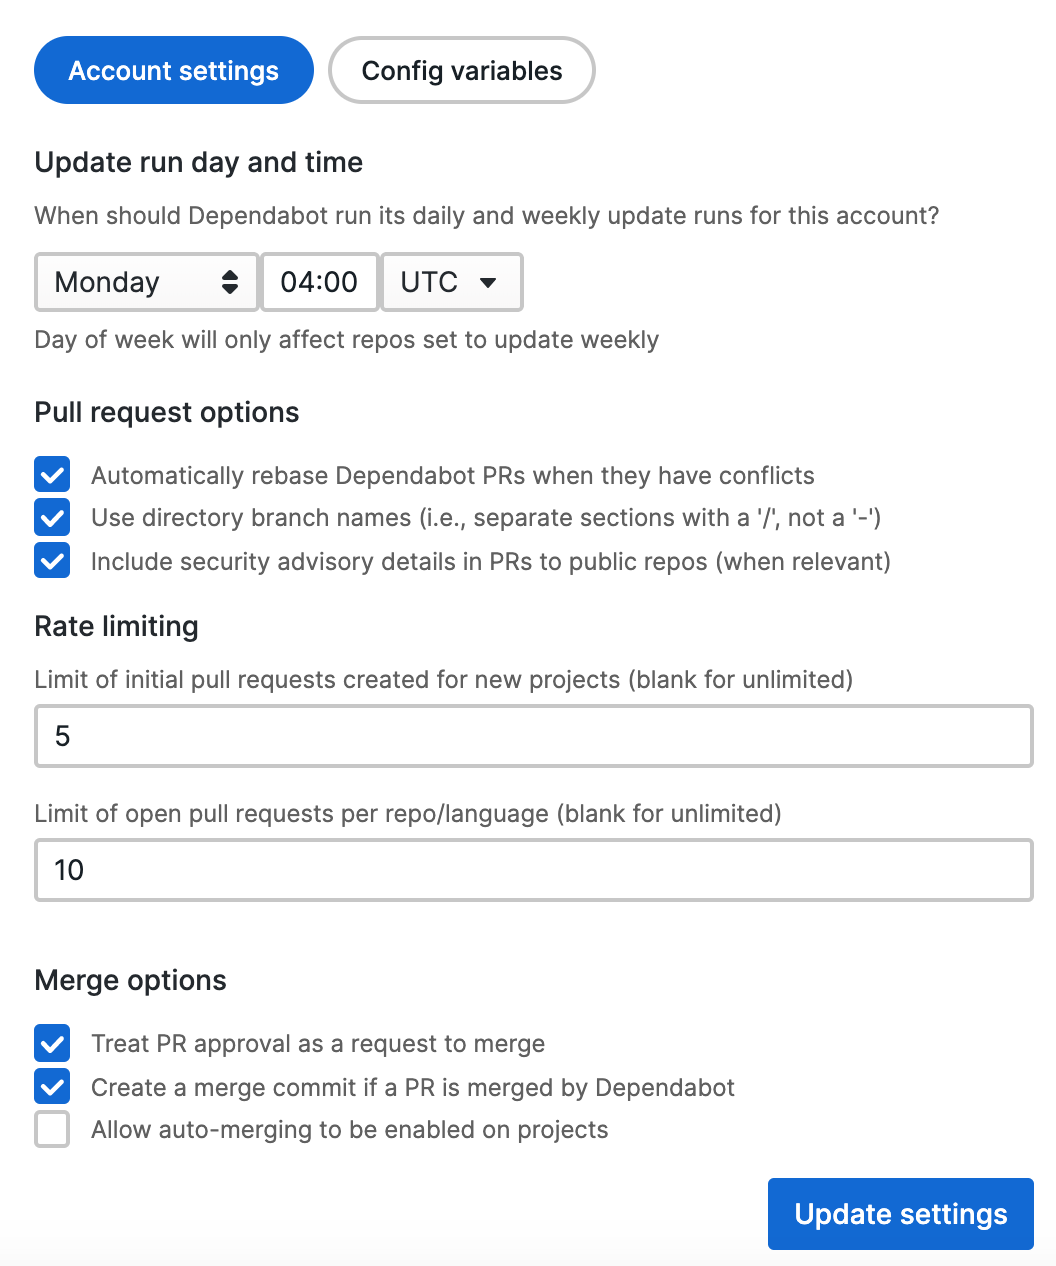 Account settings
Config variables
Update run day and time
When should Dependabot run its daily and weekly update runs for this account?
Monday 04:00 UTC
Day of week will only affect repos set to update weekly
Pull request options
Automatically rebase Dependabot PRs when they have conflicts
Use directory branch names (i.e., separate sections with a '/', not a '-')
Include security advisory details in PRs to public repos (when relevant)
Rate limiting
Limit of initial pull requests created for new projects (blank for unlimited)
5
Limit of open pull requests per repo/language (blank for unlimited)
10
Merge options
Treat PR approval as a request to merge
Create a merge commit if a PR is merged by Dependabot
Allow auto-merging to be enabled on projects
Update settings